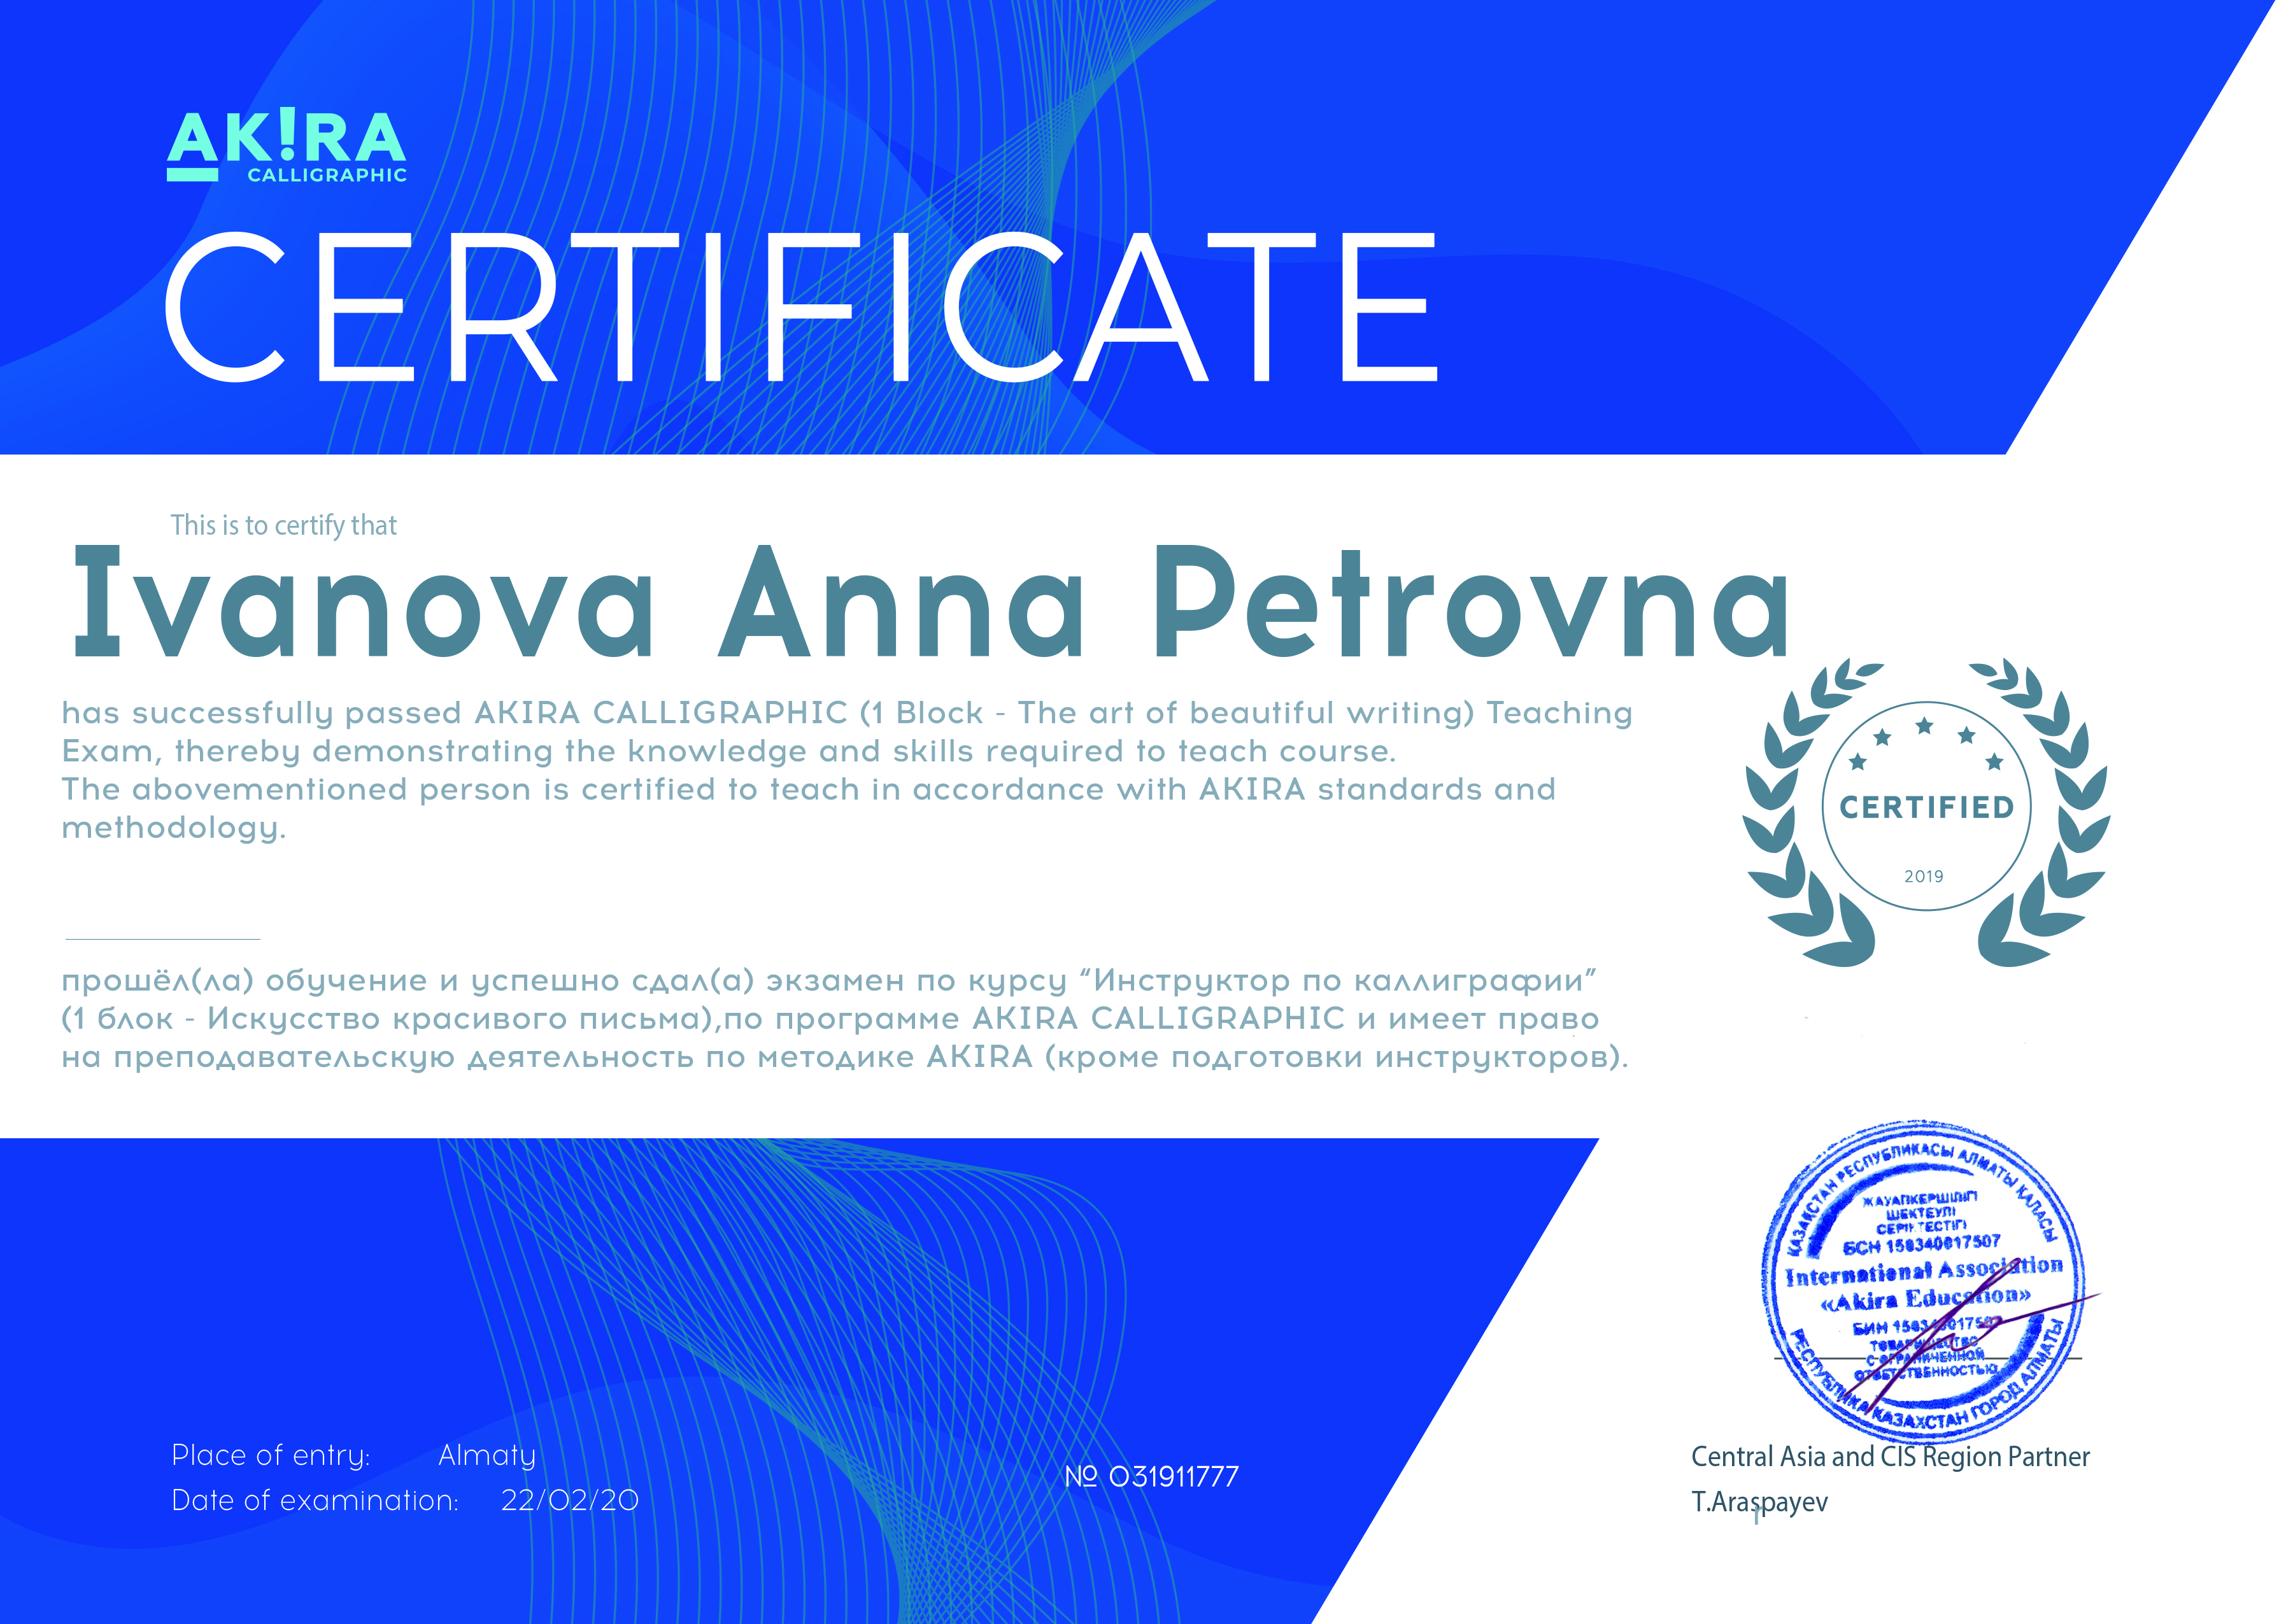 AK!RA
CALLIGRAPHIC
CERTIFICATE
This is to certify that
Ivanova Anna Petrovna
has successfully passed AKIRA CALLIGRAPHIC (1 Block - The art of beautiful writing) Teaching
Exam, thereby demonstrating the knowledge and skills required to teach course.
The abovementioned person is certified to teach in accordance with AKIRA standards and
methodology.
CERTIFIED
2019
прошёл(ла) обучение и успешно сдал(а) экзамен по курсу “Инструктор по каллиграфии”
(1 блок - Искусство красивого письма),по программе AKIRA CALLIGRAPHIC и имеет право
на преподавательскую деятельность по методике AKIRA (кроме подготовки инструкторов).
ҚАЗАҚСТАН РЕСПУБЛИКАСЫ АЛМАТЫ ҚАЛАСЫ
ЖАУАПКЕРШІЛІГІ
ШЕКТЕУЛІ
СЕРІКТЕСТІГІ
БСН 150340017507
International Association
«Akira Education»
БИН 150340017507
ТОВАРИЩЕСТВО
С ОГРАНИЧЕННОЙ
ОТВЕТСТВЕННОСТЬЮ
РЕСПУБЛИКА КАЗАХСТАН ГОРОД АЛМАТЫ
Place of entry: Almaty
Date of examination: 22/02/20
№ 031911777
Central Asia and CIS Region Partner
T.Araspayev